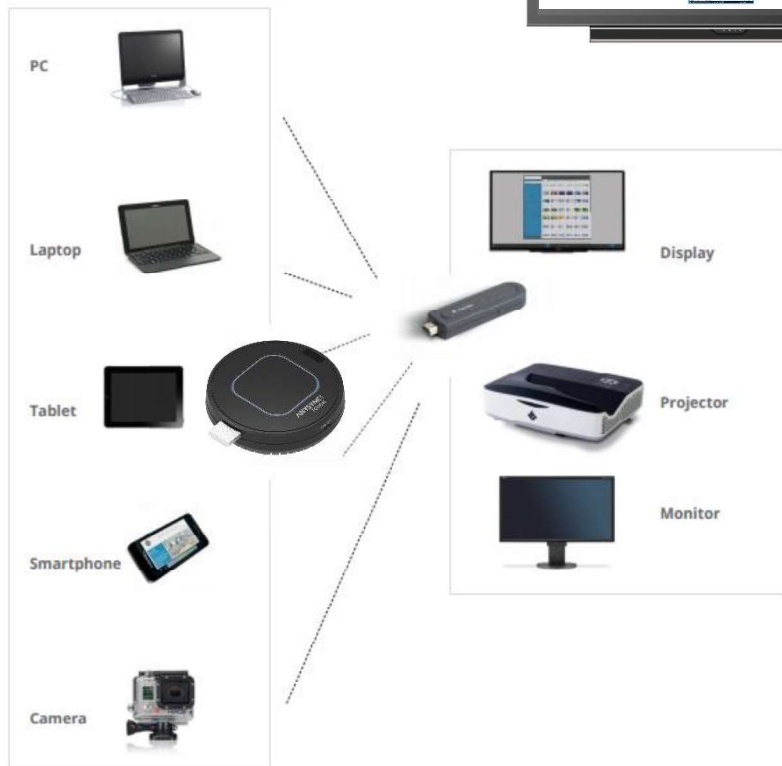 PC
Laptop
Display
Tablet
Projector
Monitor
Smartphone
Camera